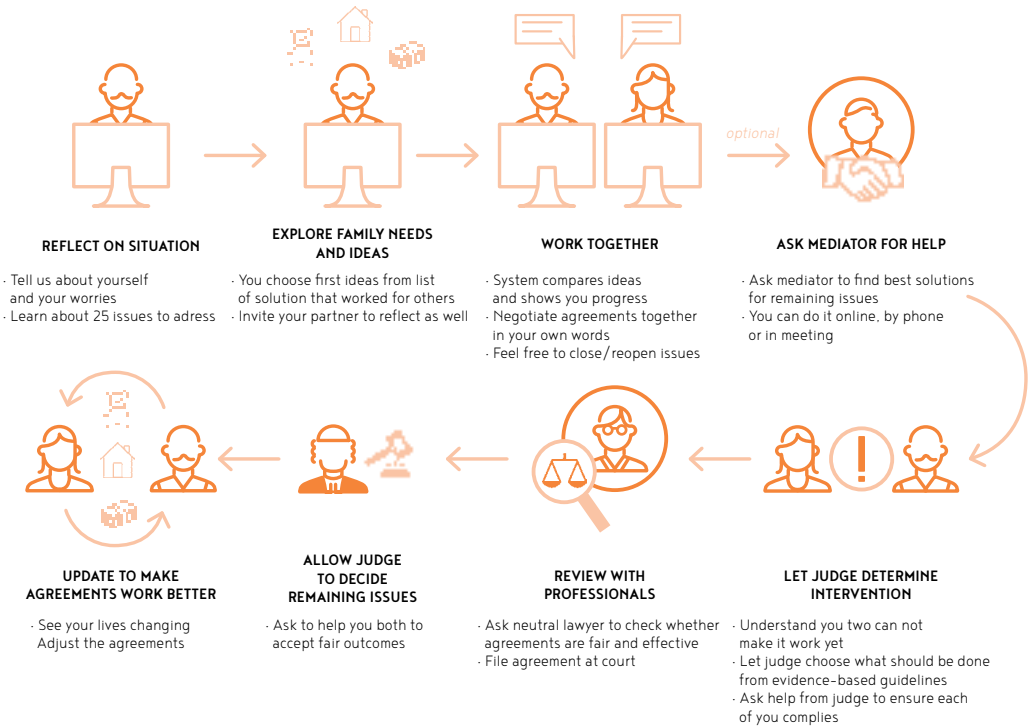 optional
REFLECT ON SITUATION
· Tell us about yourself
and your worries
· Learn about 25 issues to adress
EXPLORE FAMILY NEEDS
AND IDEAS
· You choose first ideas from list
of solution that worked for others
· Invite your partner to reflect as well
WORK TOGETHER
· System compares ideas
and shows you progress
· Negotiate agreements together
in your own words
· Feel free to close/reopen issues
ASK MEDIATOR FOR HELP
· Ask mediator to find best solutions
for remaining issues
· You can do it online, by phone
or in meeting
UPDATE TO MAKE
AGREEMENTS WORK BETTER
· See your lives changing
Adjust the agreements
ALLOW JUDGE
TO DECIDE
REMAINING ISSUES
· Ask to help you both to
accept fair outcomes
REVIEW WITH
PROFESSIONALS
· Ask neutral lawyer to check whether
agreements are fair and effective
· File agreement at court
LET JUDGE DETERMINE
INTERVENTION
· Understand you two can not
make it work yet
· Let judge choose what should be done
from evidence-based guidelines
· Ask help from judge to ensure each
of you complies